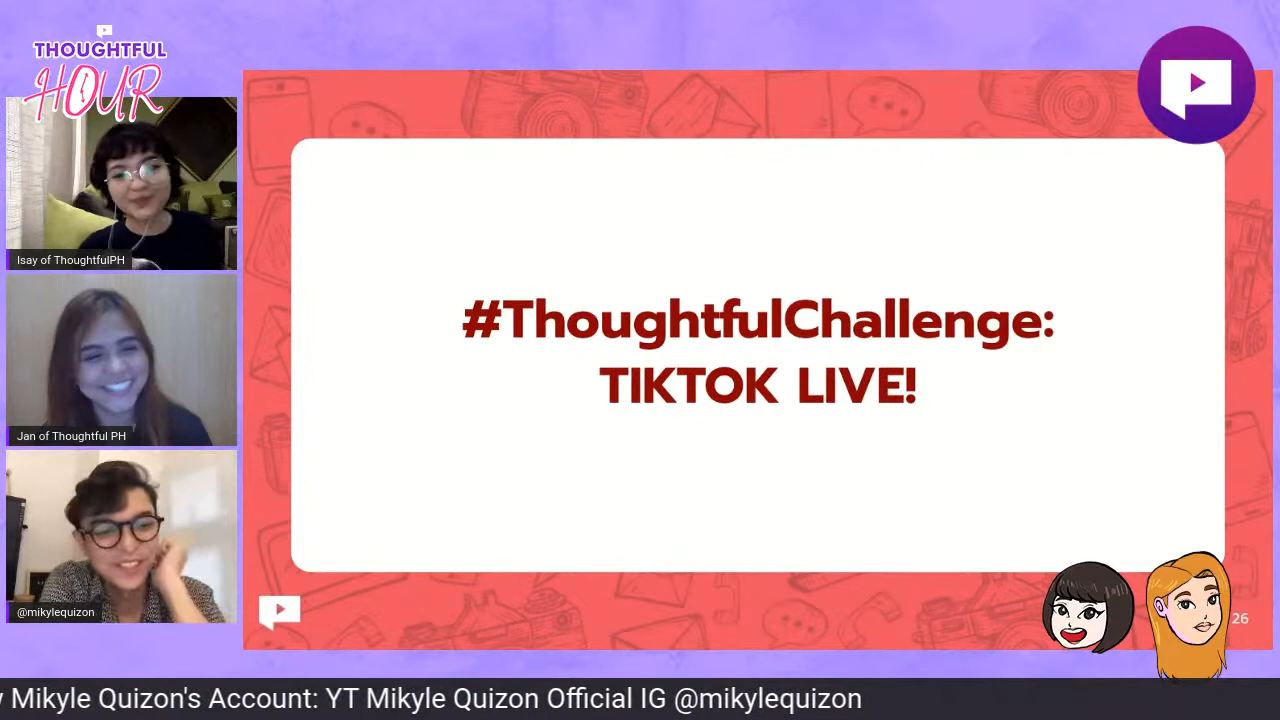 THOUGHTFUL
HOUR
Isay of ThoughtfulPH
Jan of Thoughtful PH
@mikylequizon
#ThoughtfulChallenge:
TIKTOK LIVE!
26
Mikyle Quizon's Account: YT Mikyle Quizon Official IG @mikylequizon